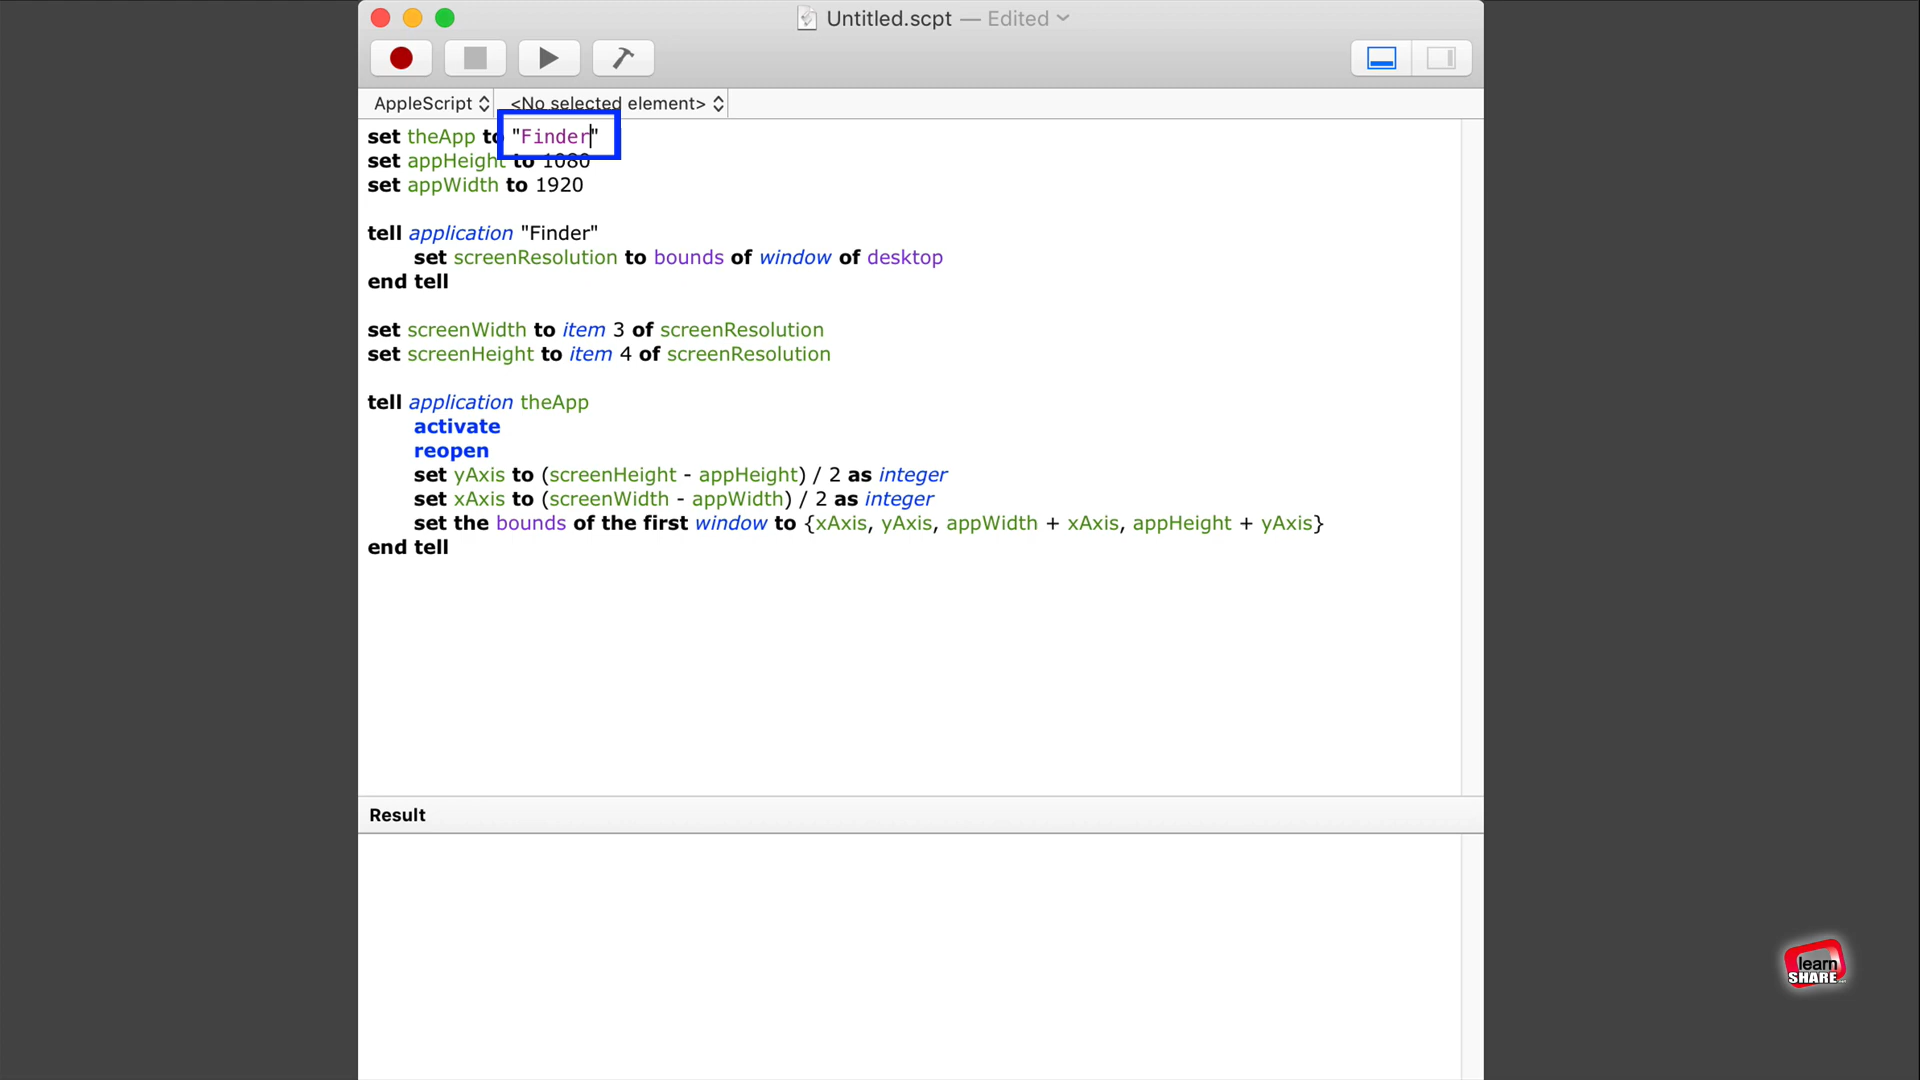 Untitled.scpt — Edited
AppleScript <No selected element>
set theApp to "Finder"
set appHeight to 1080
set appWidth to 1920
tell application "Finder"
set screenResolution to bounds of window of desktop
end tell
set screenWidth to item 3 of screenResolution
set screenHeight to item 4 of screenResolution
tell application theApp
activate
reopen
set yAxis to (screenHeight - appHeight) / 2 as integer
set xAxis to (screenWidth - appWidth) / 2 as integer
set the bounds of the first window to {xAxis, yAxis, appWidth + xAxis, appHeight + yAxis}
end tell
Result
learn
SHARE